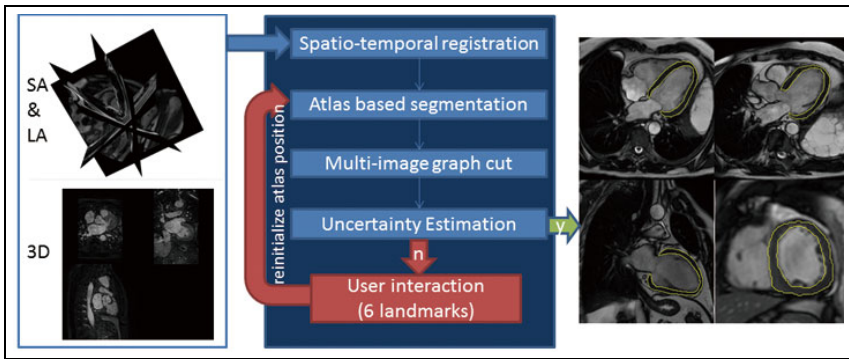 SA
&
LA
3D
Spatio-temporal registration
Atlas based segmentation
Multi-image graph cut
Uncertainty Estimation
y
n
User interaction
(6 landmarks)
reinitialize atlas position